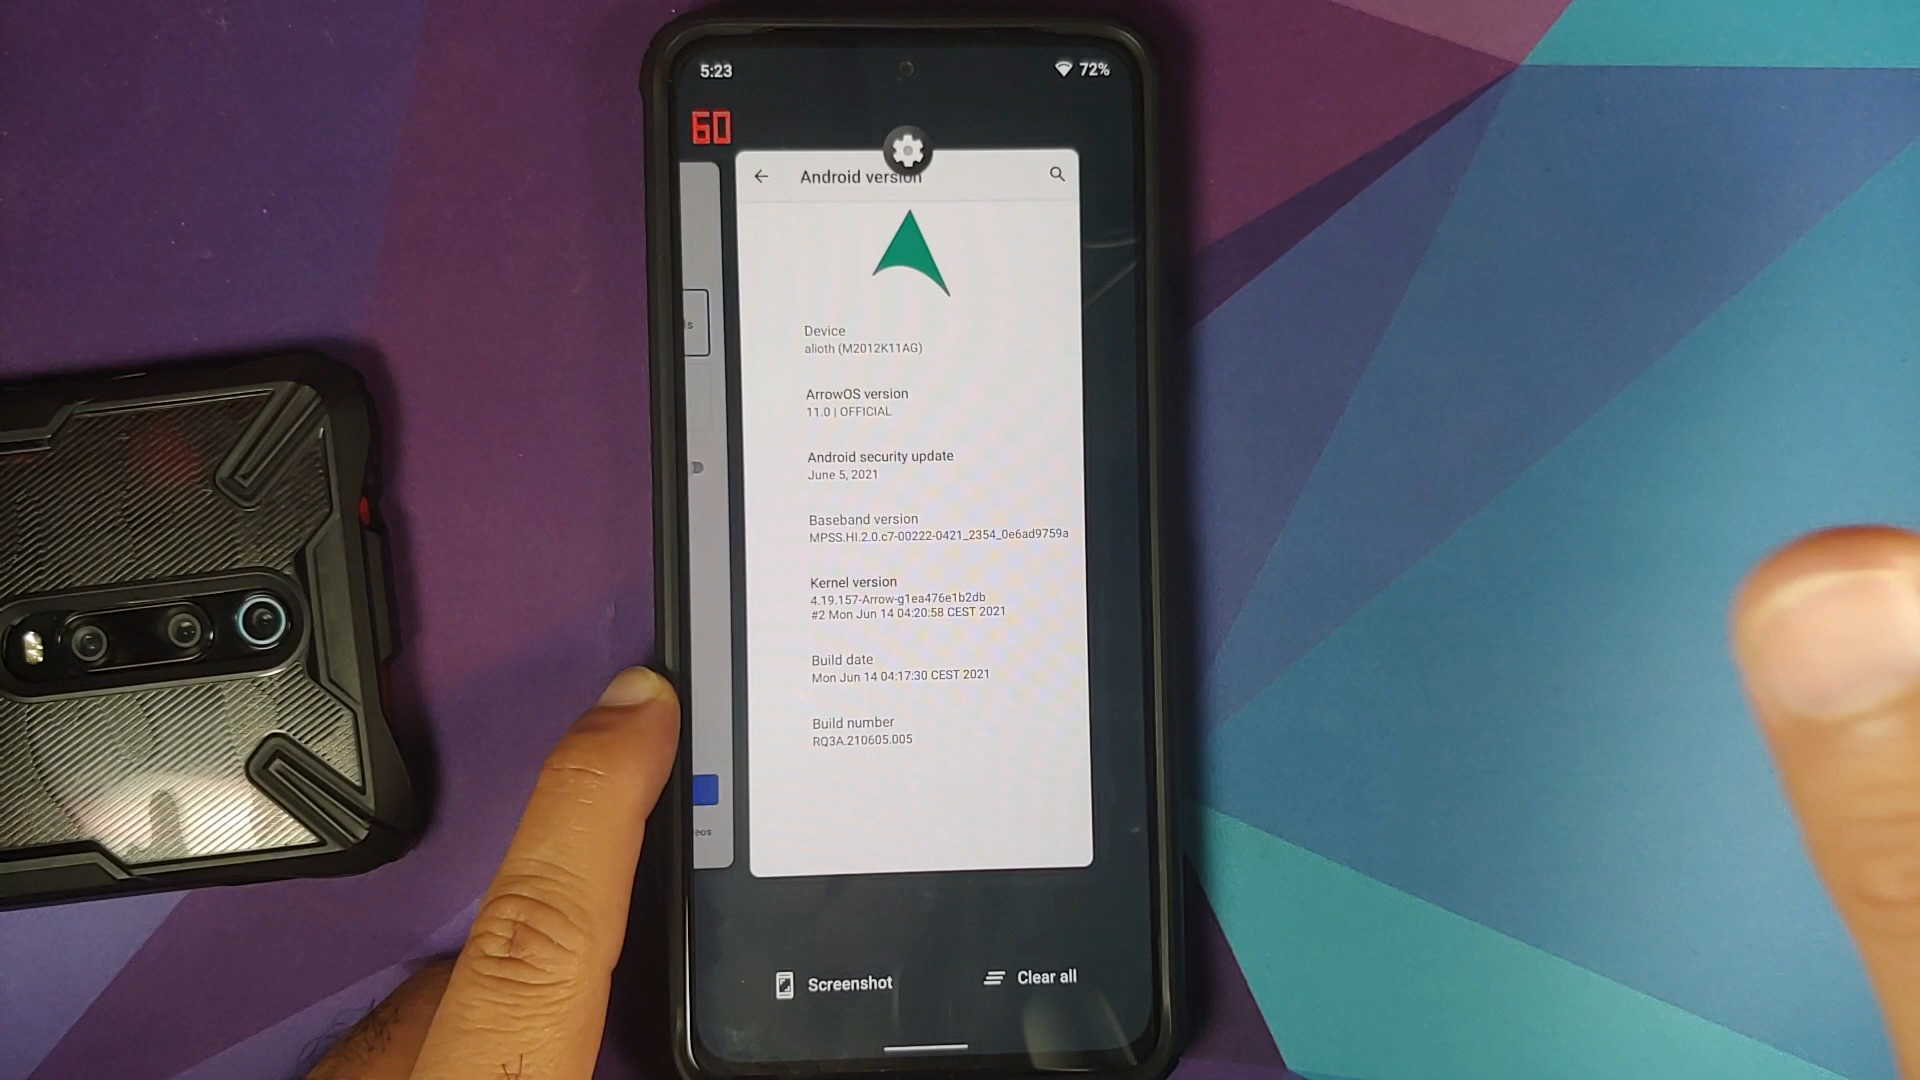 5:23
72%
60
Android version
ls
Device
alioth (M2012K11AG)
ArrowOS version
11.0 | OFFICIAL
Android security update
June 5, 2021
Baseband version
MPSS.HI.2.0.c7-00222-0421_2354_0e6ad9759a
Kernel version
4.19.157-Arrow-g1ea476e1b2db
#2 Mon Jun 14 04:20:58 CEST 2021
Build date
Mon Jun 14 04:17:30 CEST 2021
Build number
RQ3A.210605.005
eos
Screenshot
Clear all